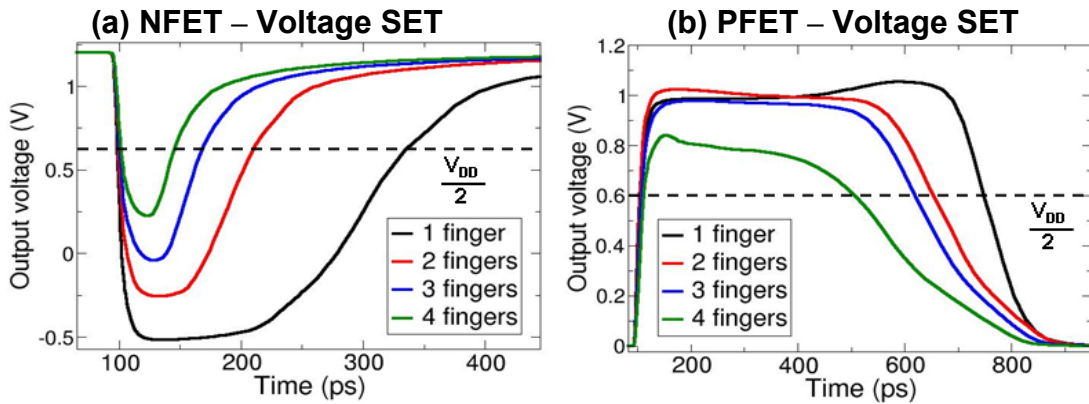 (a) NFET – Voltage SET
Output voltage (V)
1
0.5
0
-0.5
100
200
300
400
Time (ps)
V_DD
2
1 finger
2 fingers
3 fingers
4 fingers
(b) PFET – Voltage SET
Output voltage (V)
1.2
1
0.8
0.6
0.4
0.2
0
200
400
600
800
Time (ps)
V_DD
2
1 finger
2 fingers
3 fingers
4 fingers